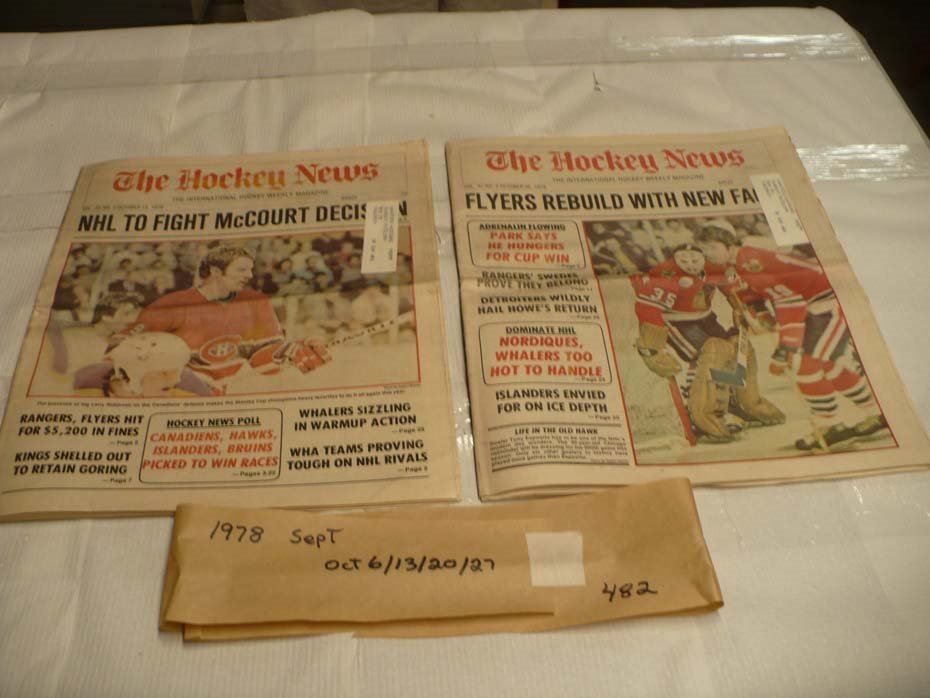 The Hockey News
THE INTERNATIONAL HOCKEY WEEKLY MAGAZINE
NHL TO FIGHT McCOURT DECIS N
RANGERS, FLYERS HIT
FOR $5,200 IN FINES
—Page 5
KINGS SHELLED OUT
TO RETAIN GORING
—Page 7
HOCKEY NEWS POLL
CANADIENS, HAWKS,
ISLANDERS, BRUINS
PICKED TO WIN RACES
WHALERS SIZZLING
IN WARMUP ACTION
WHA TEAMS PROVING
TOUGH ON NHL RIVALS
The Hockey News
THE INTERNATIONAL HOCKEY WEEKLY MAGAZINE
FLYERS REBUILD WITH NEW FA
ADRENALIN FLOWING
PARK SAYS
HE HUNGERS
FOR CUP WIN
RANGERS' SWEDES
PROVE THEY BELONG
DETROITERS WILDLY
HAIL HOWE'S RETURN
DOMINATE NHL
NORDIQUES,
WHALERS TOO
HOT TO HANDLE
ISLANDERS ENVIED
FOR ON ICE DEPTH
LIFE IN THE OLD HAWK
35
1978 Sept
Oct 6/13/20/27
482